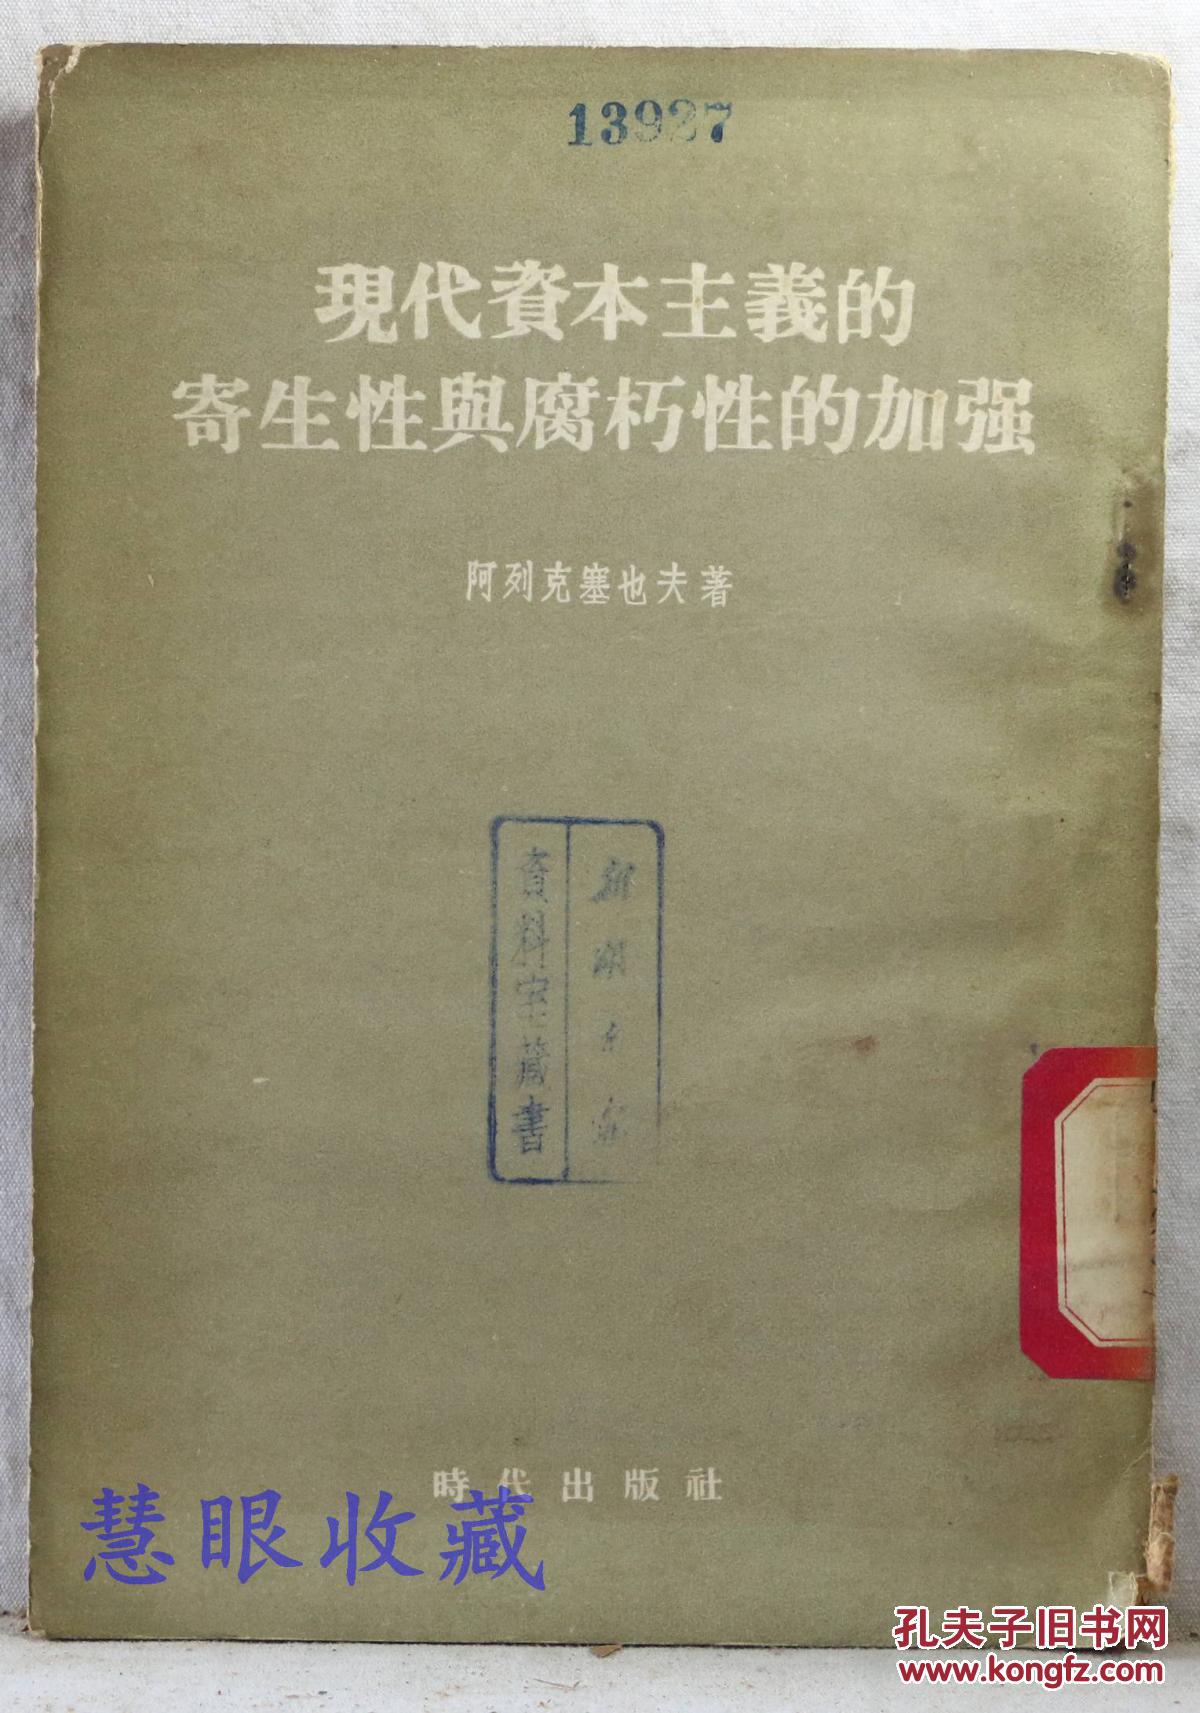 13927
現代資本主義的
寄生性與腐朽性的加强
阿列克塞也夫著
資料室藏書
時代出版社
慧眼收藏
孔夫子旧书网
www.kongfz.com